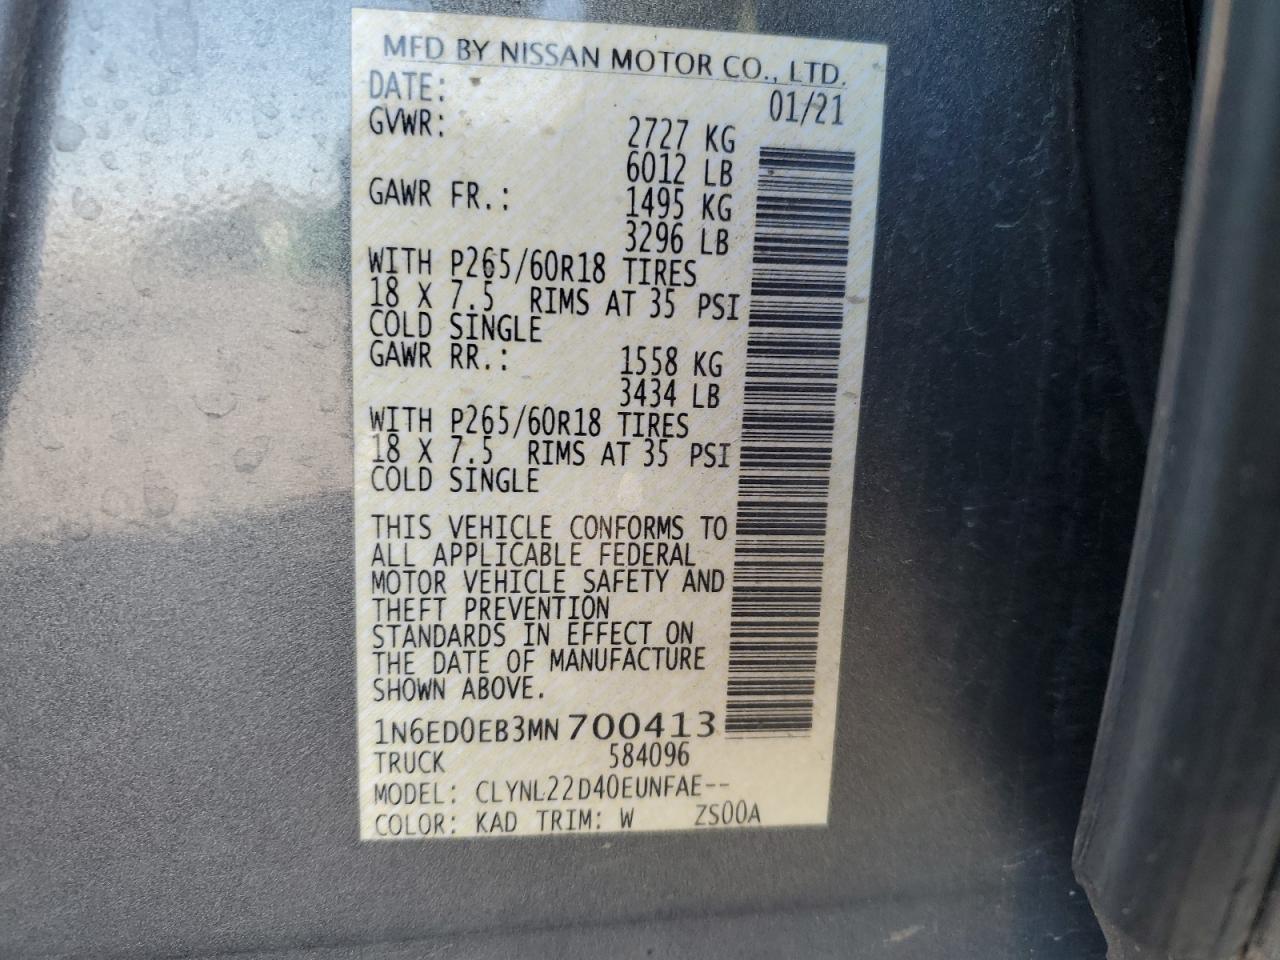 MFD BY NISSAN MOTOR CO., LTD.
DATE: 01/21
GVWR: 2727 KG
6012 LB
GAWR FR.: 1495 KG
3296 LB
WITH P265/60R18 TIRES
18 X 7.5 RIMS AT 35 PSI
COLD SINGLE
GAWR RR.: 1558 KG
3434 LB
WITH P265/60R18 TIRES
18 X 7.5 RIMS AT 35 PSI
COLD SINGLE
THIS VEHICLE CONFORMS TO
ALL APPLICABLE FEDERAL
MOTOR VEHICLE SAFETY AND
THEFT PREVENTION
STANDARDS IN EFFECT ON
THE DATE OF MANUFACTURE
SHOWN ABOVE.
1N6ED0EB3MN700413
TRUCK 584096
MODEL: CLYNL22D40EUNFAE--
COLOR: KAD TRIM: W ZS00A